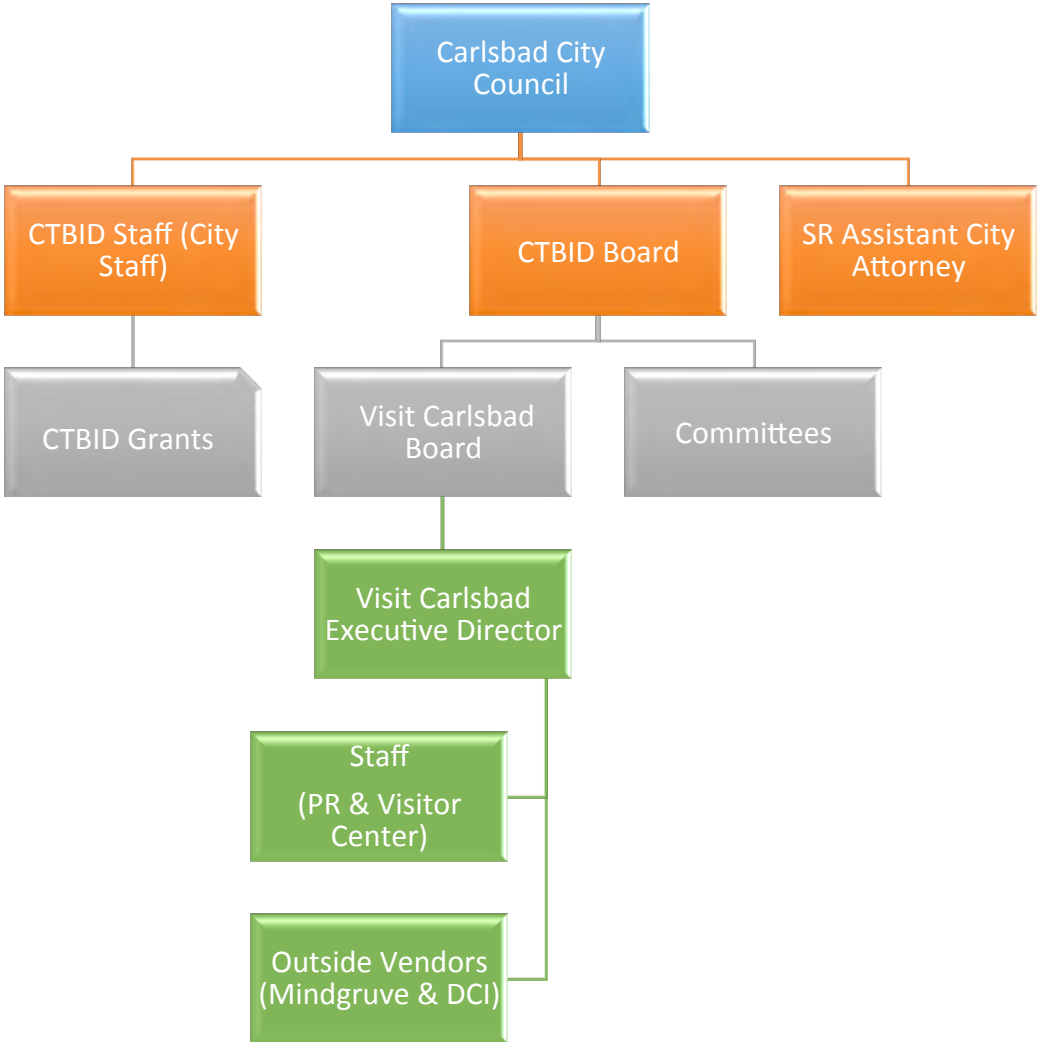 Carlsbad City
Council
CTBID Staff (City
Staff)
CTBID Board
SR Assistant City
Attorney
CTBID Grants
Visit Carlsbad
Board
Committees
Visit Carlsbad
Executive Director
Staff
(PR & Visitor
Center)
Outside Vendors
(Mindgruve & DCI)